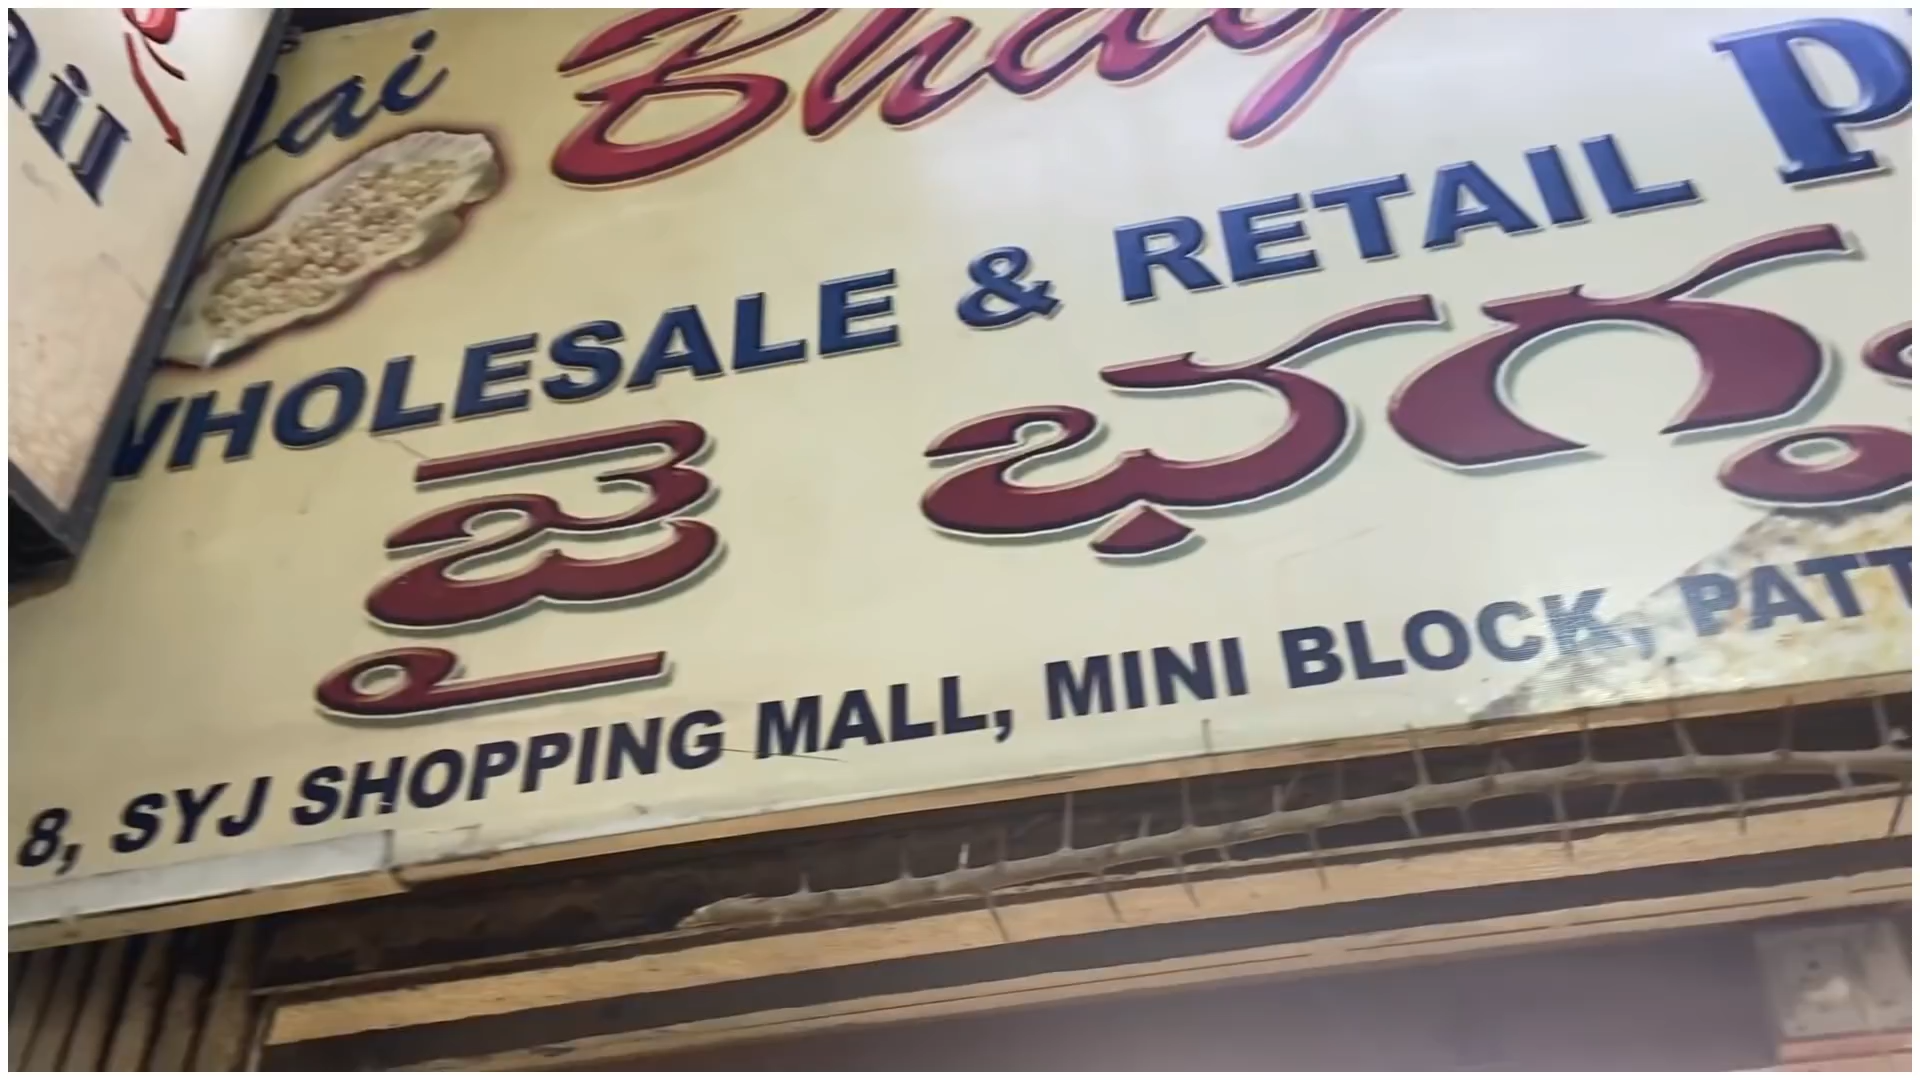 Jai Bhag
WHOLESALE & RETAIL P
జై భగ
8, SYJ SHOPPING MALL, MINI BLOCK, PATT